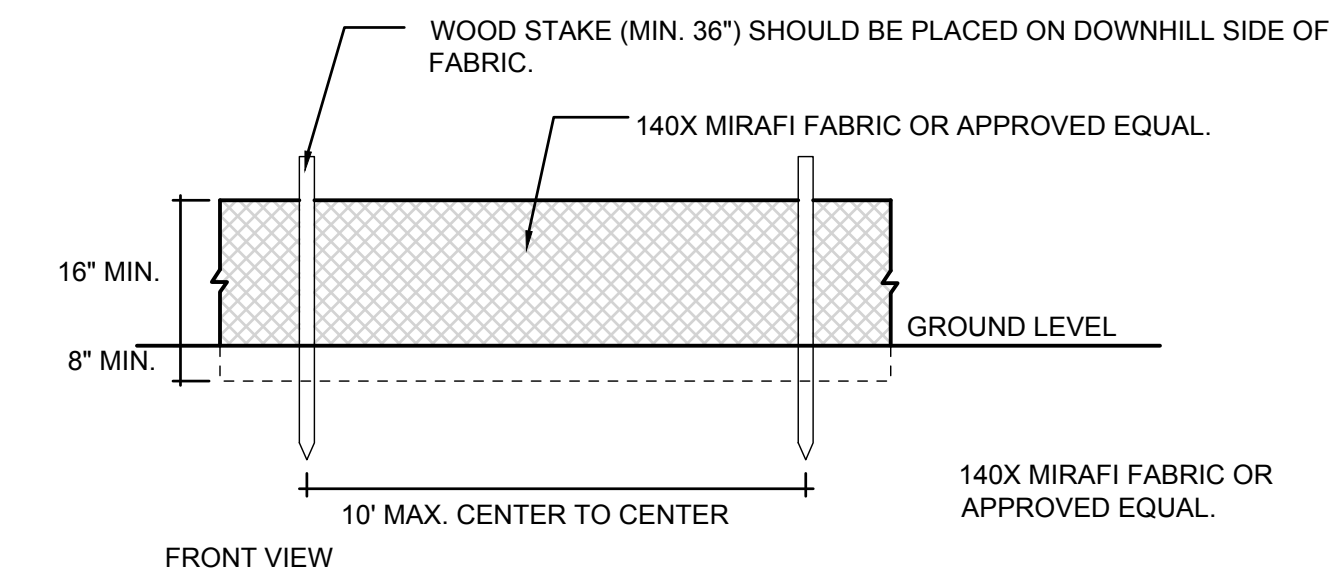 WOOD STAKE (MIN. 36") SHOULD BE PLACED ON DOWNHILL SIDE OF
FABRIC.
140X MIRAFI FABRIC OR APPROVED EQUAL.
16" MIN.
GROUND LEVEL
8" MIN.
140X MIRAFI FABRIC OR
APPROVED EQUAL.
10' MAX. CENTER TO CENTER
FRONT VIEW